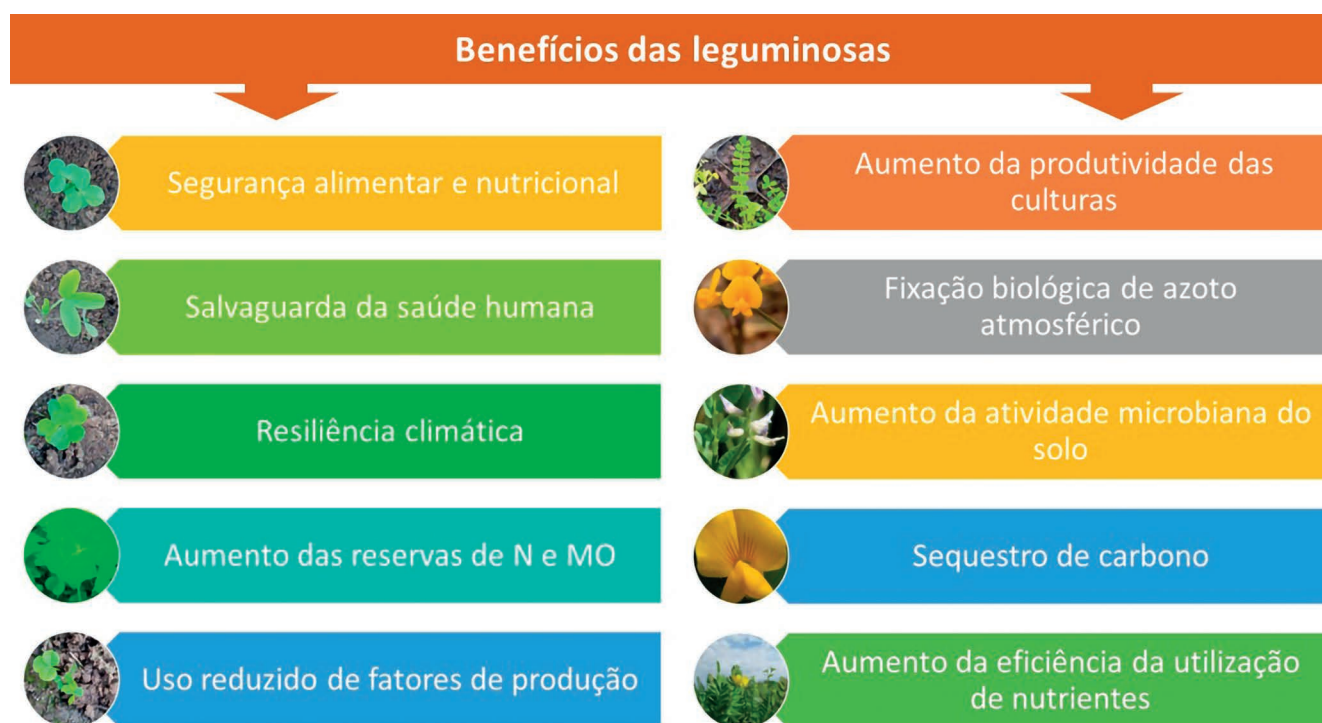 Benefícios das leguminosas
Segurança alimentar e nutricional
Salvaguarda da saúde humana
Resiliência climática
Aumento das reservas de N e MO
Uso reduzido de fatores de produção
Aumento da produtividade das
culturas
Fixação biológica de azoto
atmosférico
Aumento da atividade microbiana do
solo
Sequestro de carbono
Aumento da eficiência da utilização
de nutrientes